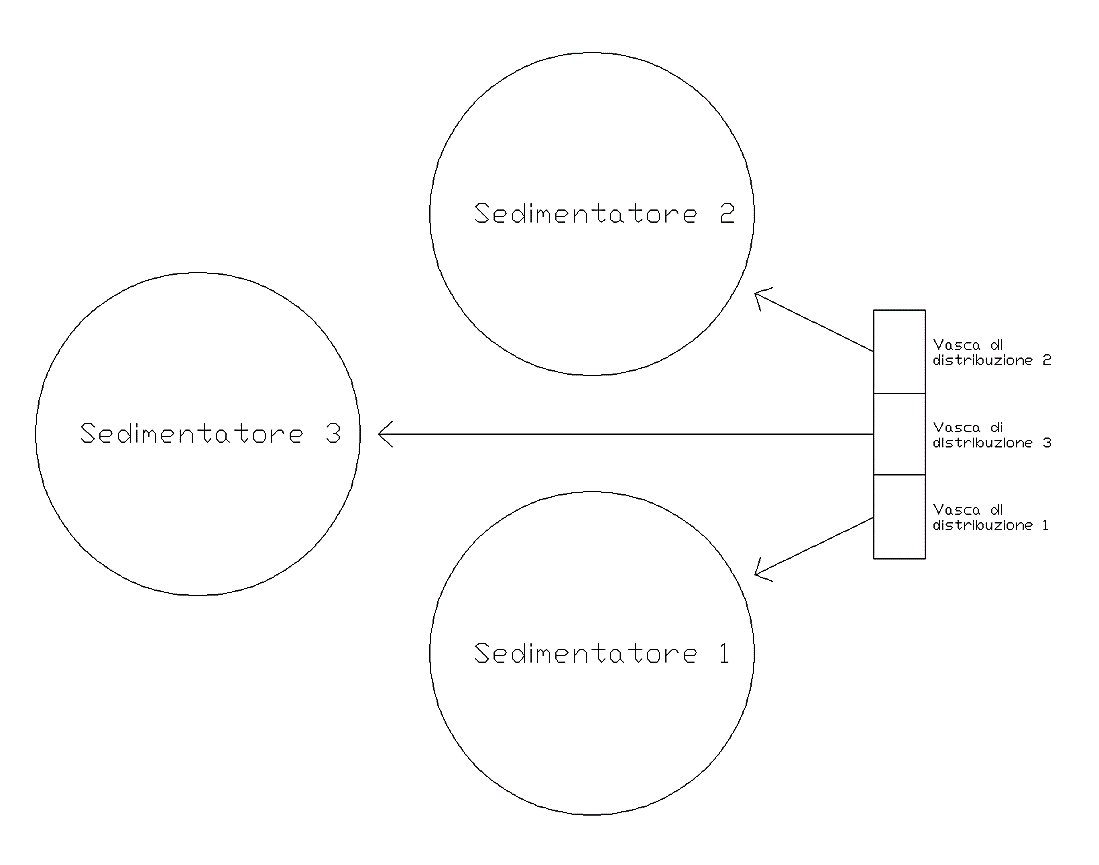 Sedimentatore 2
Vasca di
distribuzione 2
Sedimentatore 3
Vasca di
distribuzione 3
Vasca di
distribuzione 1
Sedimentatore 1